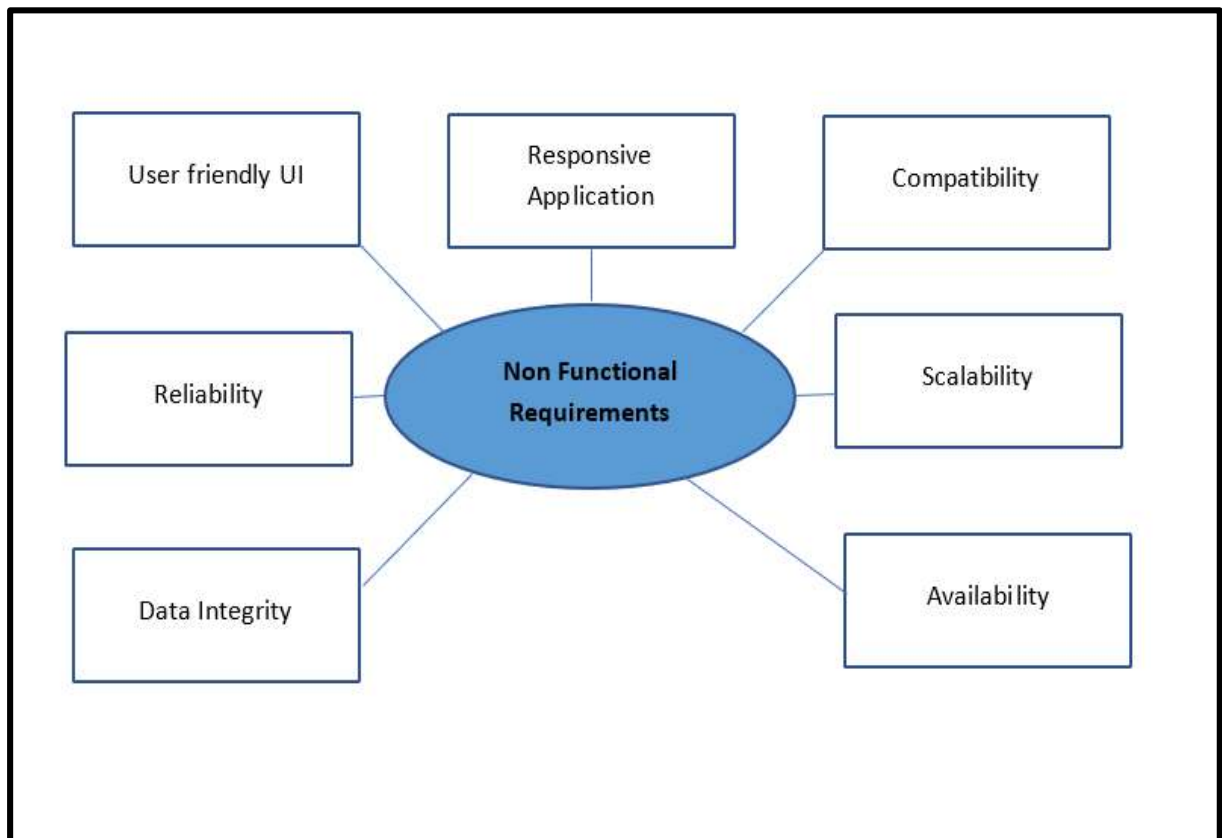 User friendly UI
Responsive
Application
Compatibility
Reliability
Non Functional
Requirements
Scalability
Data Integrity
Availability